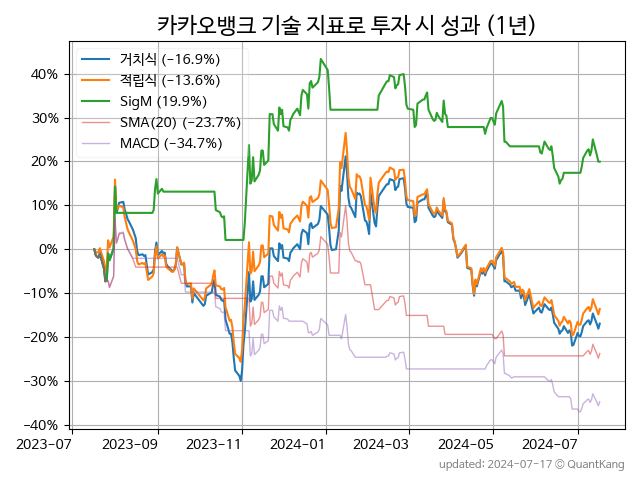 카카오뱅크 기술 지표로 투자 시 성과 (1년)
거치식 (−16.9%)
적립식 (−13.6%)
SigM (19.9%)
SMA(20) (−23.7%)
MACD (−34.7%)
40%
30%
20%
10%
0%
−10%
−20%
−30%
−40%
2023-07 2023-09 2023-11 2024-01 2024-03 2024-05 2024-07
updated: 2024-07-17 © QuantKang